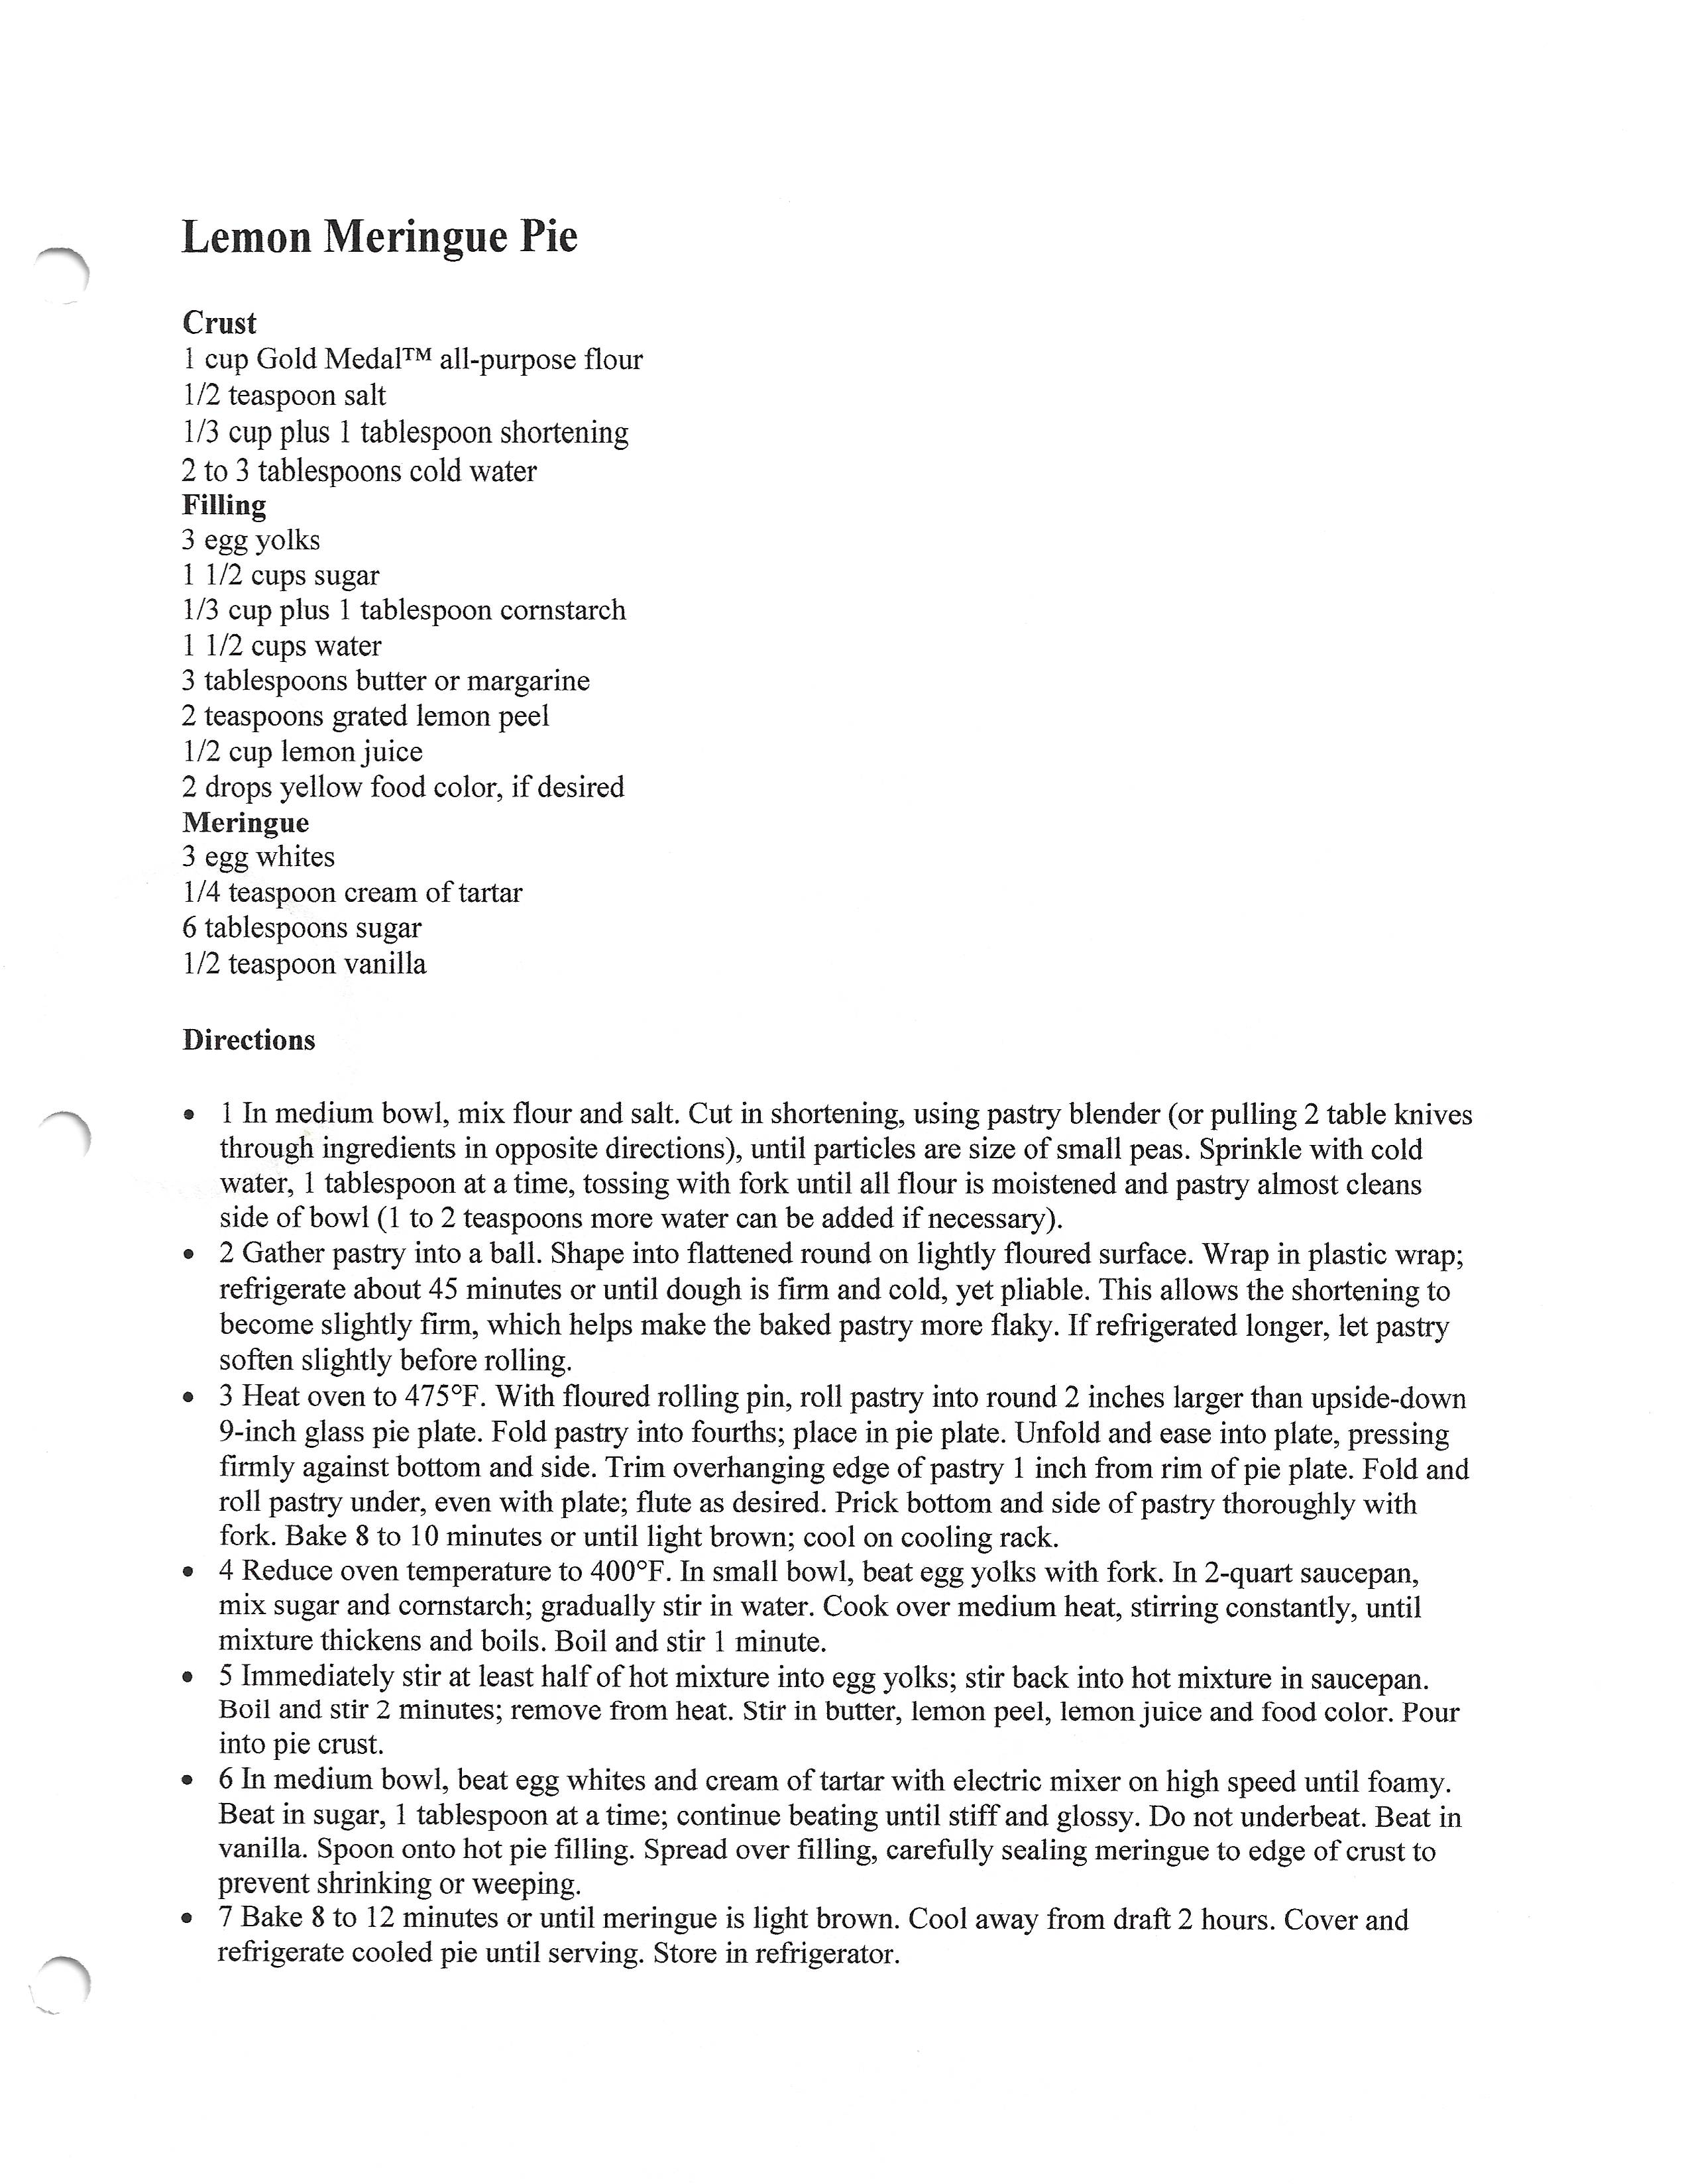 Lemon Meringue Pie
Crust
1 cup Gold Medal™ all-purpose flour
1/2 teaspoon salt
1/3 cup plus 1 tablespoon shortening
2 to 3 tablespoons cold water
Filling
3 egg yolks
1 1/2 cups sugar
1/3 cup plus 1 tablespoon cornstarch
1 1/2 cups water
3 tablespoons butter or margarine
2 teaspoons grated lemon peel
1/2 cup lemon juice
2 drops yellow food color, if desired
Meringue
3 egg whites
1/4 teaspoon cream of tartar
6 tablespoons sugar
1/2 teaspoon vanilla
Directions
• 1 In medium bowl, mix flour and salt. Cut in shortening, using pastry blender (or pulling 2 table knives
through ingredients in opposite directions), until particles are size of small peas. Sprinkle with cold
water, 1 tablespoon at a time, tossing with fork until all flour is moistened and pastry almost cleans
side of bowl (1 to 2 teaspoons more water can be added if necessary).
• 2 Gather pastry into a ball. Shape into flattened round on lightly floured surface. Wrap in plastic wrap;
refrigerate about 45 minutes or until dough is firm and cold, yet pliable. This allows the shortening to
become slightly firm, which helps make the baked pastry more flaky. If refrigerated longer, let pastry
soften slightly before rolling.
• 3 Heat oven to 475°F. With floured rolling pin, roll pastry into round 2 inches larger than upside-down
9-inch glass pie plate. Fold pastry into fourths; place in pie plate. Unfold and ease into plate, pressing
firmly against bottom and side. Trim overhanging edge of pastry 1 inch from rim of pie plate. Fold and
roll pastry under, even with plate; flute as desired. Prick bottom and side of pastry thoroughly with
fork. Bake 8 to 10 minutes or until light brown; cool on cooling rack.
• 4 Reduce oven temperature to 400°F. In small bowl, beat egg yolks with fork. In 2-quart saucepan,
mix sugar and cornstarch; gradually stir in water. Cook over medium heat, stirring constantly, until
mixture thickens and boils. Boil and stir 1 minute.
• 5 Immediately stir at least half of hot mixture into egg yolks; stir back into hot mixture in saucepan.
Boil and stir 2 minutes; remove from heat. Stir in butter, lemon peel, lemon juice and food color. Pour
into pie crust.
• 6 In medium bowl, beat egg whites and cream of tartar with electric mixer on high speed until foamy.
Beat in sugar, 1 tablespoon at a time; continue beating until stiff and glossy. Do not underbeat. Beat in
vanilla. Spoon onto hot pie filling. Spread over filling, carefully sealing meringue to edge of crust to
prevent shrinking or weeping.
• 7 Bake 8 to 12 minutes or until meringue is light brown. Cool away from draft 2 hours. Cover and
refrigerate cooled pie until serving. Store in refrigerator.